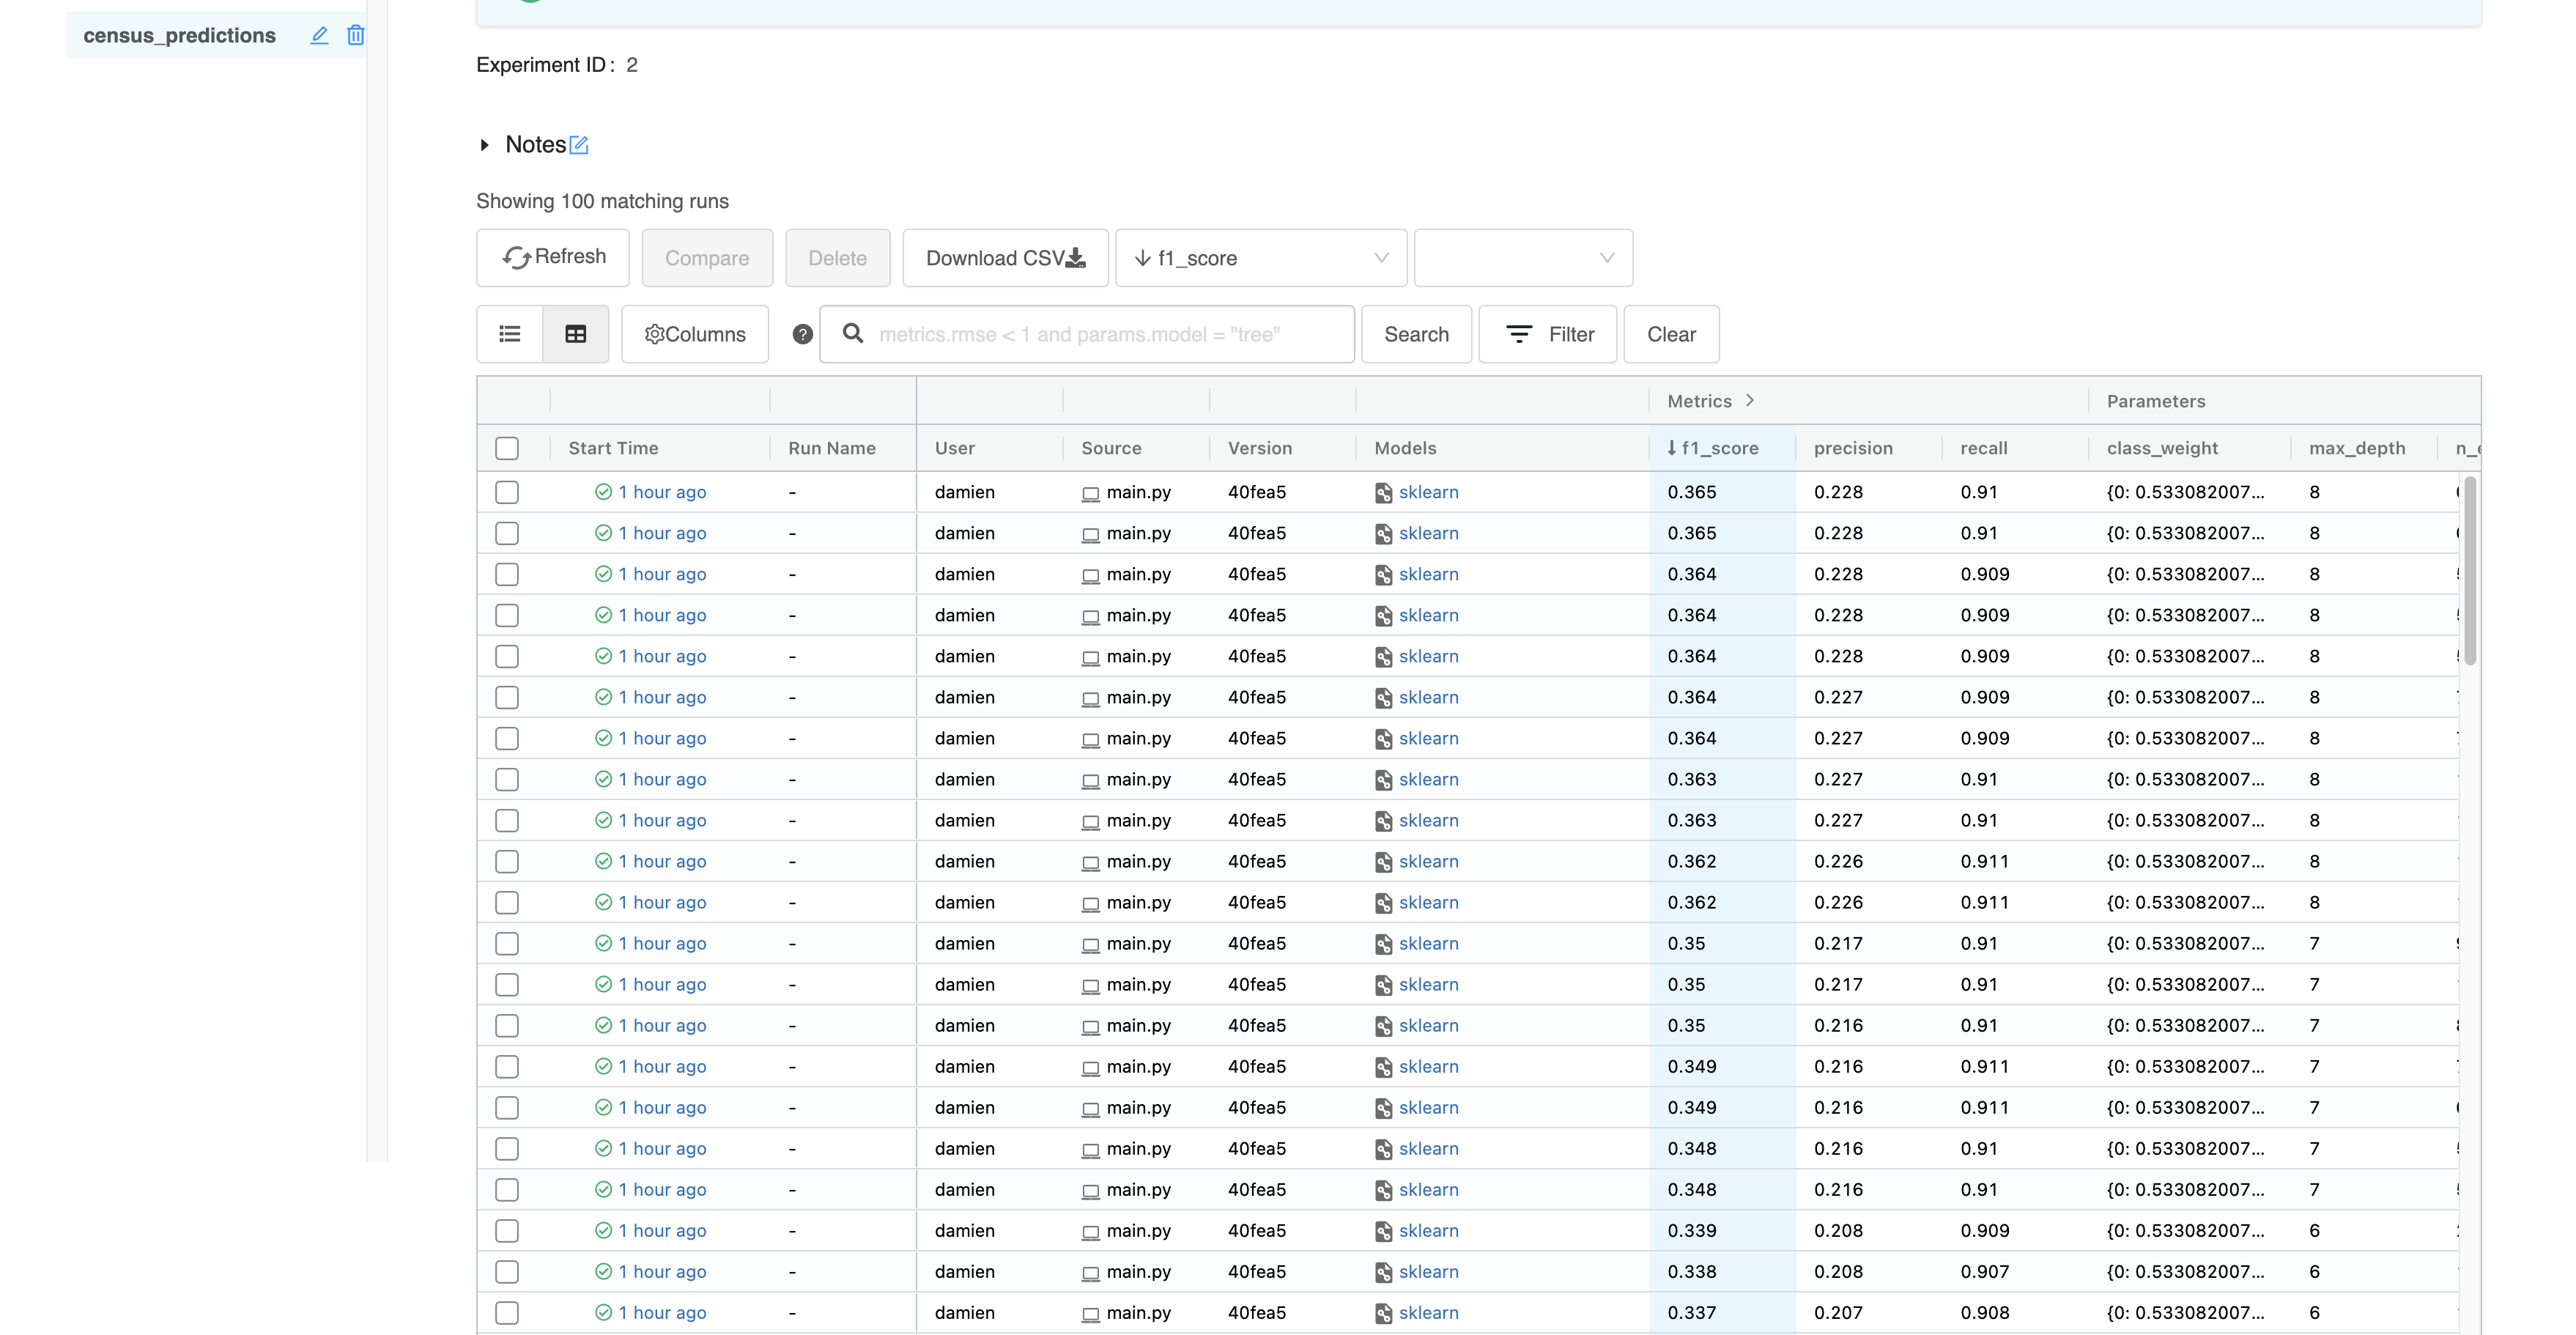 census_predictions
Experiment ID: 2
Notes
Showing 100 matching runs
Refresh Compare Delete Download CSV ↓ f1_score
Columns ? metrics.rmse < 1 and params.model = "tree" Search Filter Clear
Metrics > Parameters
Start Time Run Name User Source Version Models ↓ f1_score precision recall class_weight max_depth
1 hour ago - damien main.py 40fea5 sklearn 0.365 0.228 0.91 {0: 0.533082007... 8
1 hour ago - damien main.py 40fea5 sklearn 0.365 0.228 0.91 {0: 0.533082007... 8
1 hour ago - damien main.py 40fea5 sklearn 0.364 0.228 0.909 {0: 0.533082007... 8
1 hour ago - damien main.py 40fea5 sklearn 0.364 0.228 0.909 {0: 0.533082007... 8
1 hour ago - damien main.py 40fea5 sklearn 0.364 0.228 0.909 {0: 0.533082007... 8
1 hour ago - damien main.py 40fea5 sklearn 0.364 0.227 0.909 {0: 0.533082007... 8
1 hour ago - damien main.py 40fea5 sklearn 0.364 0.227 0.909 {0: 0.533082007... 8
1 hour ago - damien main.py 40fea5 sklearn 0.363 0.227 0.91 {0: 0.533082007... 8
1 hour ago - damien main.py 40fea5 sklearn 0.363 0.227 0.91 {0: 0.533082007... 8
1 hour ago - damien main.py 40fea5 sklearn 0.362 0.226 0.911 {0: 0.533082007... 8
1 hour ago - damien main.py 40fea5 sklearn 0.362 0.226 0.911 {0: 0.533082007... 8
1 hour ago - damien main.py 40fea5 sklearn 0.35 0.217 0.91 {0: 0.533082007... 7
1 hour ago - damien main.py 40fea5 sklearn 0.35 0.217 0.91 {0: 0.533082007... 7
1 hour ago - damien main.py 40fea5 sklearn 0.35 0.216 0.91 {0: 0.533082007... 7
1 hour ago - damien main.py 40fea5 sklearn 0.349 0.216 0.911 {0: 0.533082007... 7
1 hour ago - damien main.py 40fea5 sklearn 0.349 0.216 0.911 {0: 0.533082007... 7
1 hour ago - damien main.py 40fea5 sklearn 0.348 0.216 0.91 {0: 0.533082007... 7
1 hour ago - damien main.py 40fea5 sklearn 0.348 0.216 0.91 {0: 0.533082007... 7
1 hour ago - damien main.py 40fea5 sklearn 0.339 0.208 0.909 {0: 0.533082007... 6
1 hour ago - damien main.py 40fea5 sklearn 0.338 0.208 0.907 {0: 0.533082007... 6
1 hour ago - damien main.py 40fea5 sklearn 0.337 0.207 0.908 {0: 0.533082007... 6